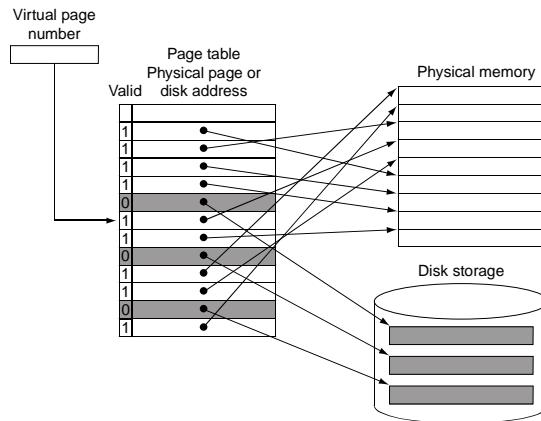 Virtual page
number
Page table
Physical page or
disk address
Valid
Physical memory
1
1
1
1
0
1
1
0
1
1
0
1
Disk storage